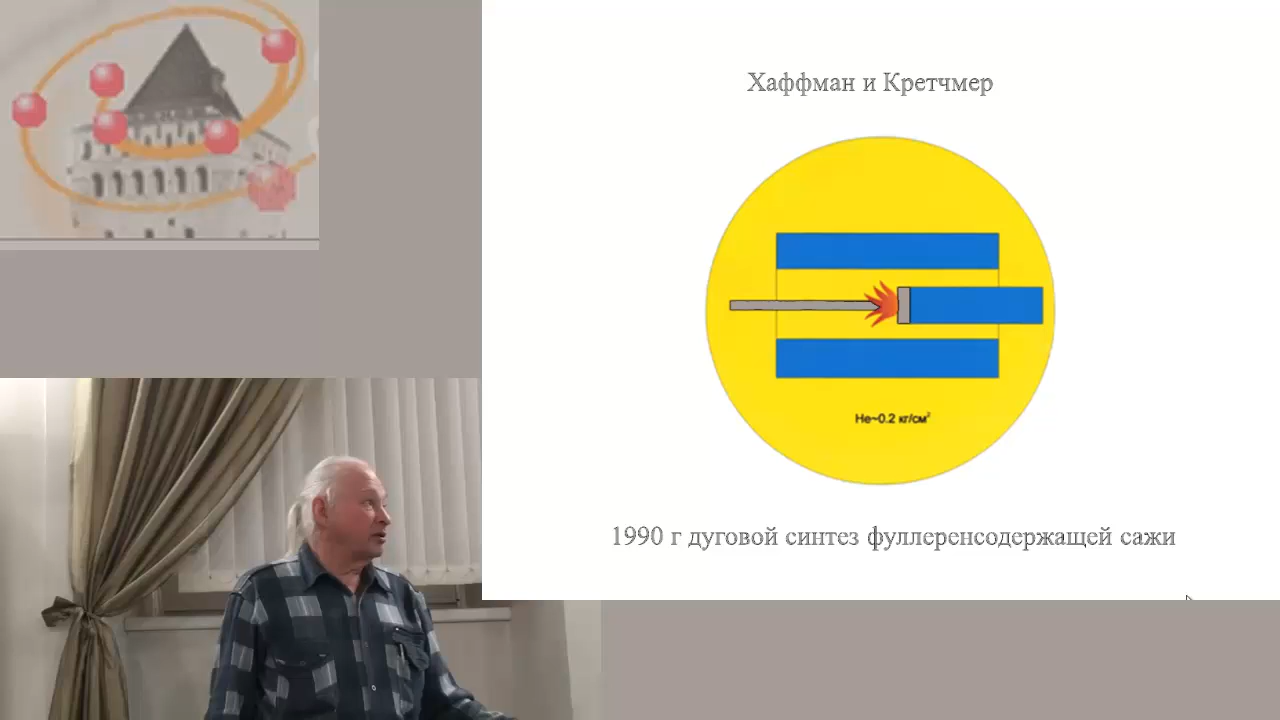 Хаффман и Кретчмер
He~0.2 кг/см²
1990 г дуговой синтез фуллеренсодержащей сажи